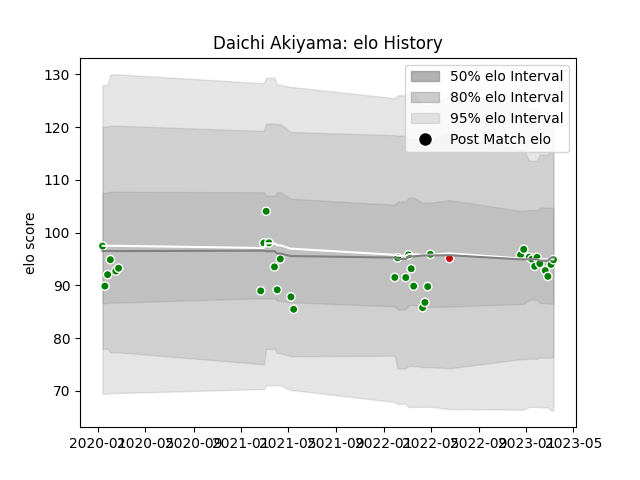 Daichi Akiyama: elo History
130
120
110
100
90
80
70
elo score
50% elo Interval
80% elo Interval
95% elo Interval
Post Match elo
2020-01 2020-05 2020-09 2021-01 2021-05 2021-09 2022-01 2022-05 2022-09 2023-01 2023-05